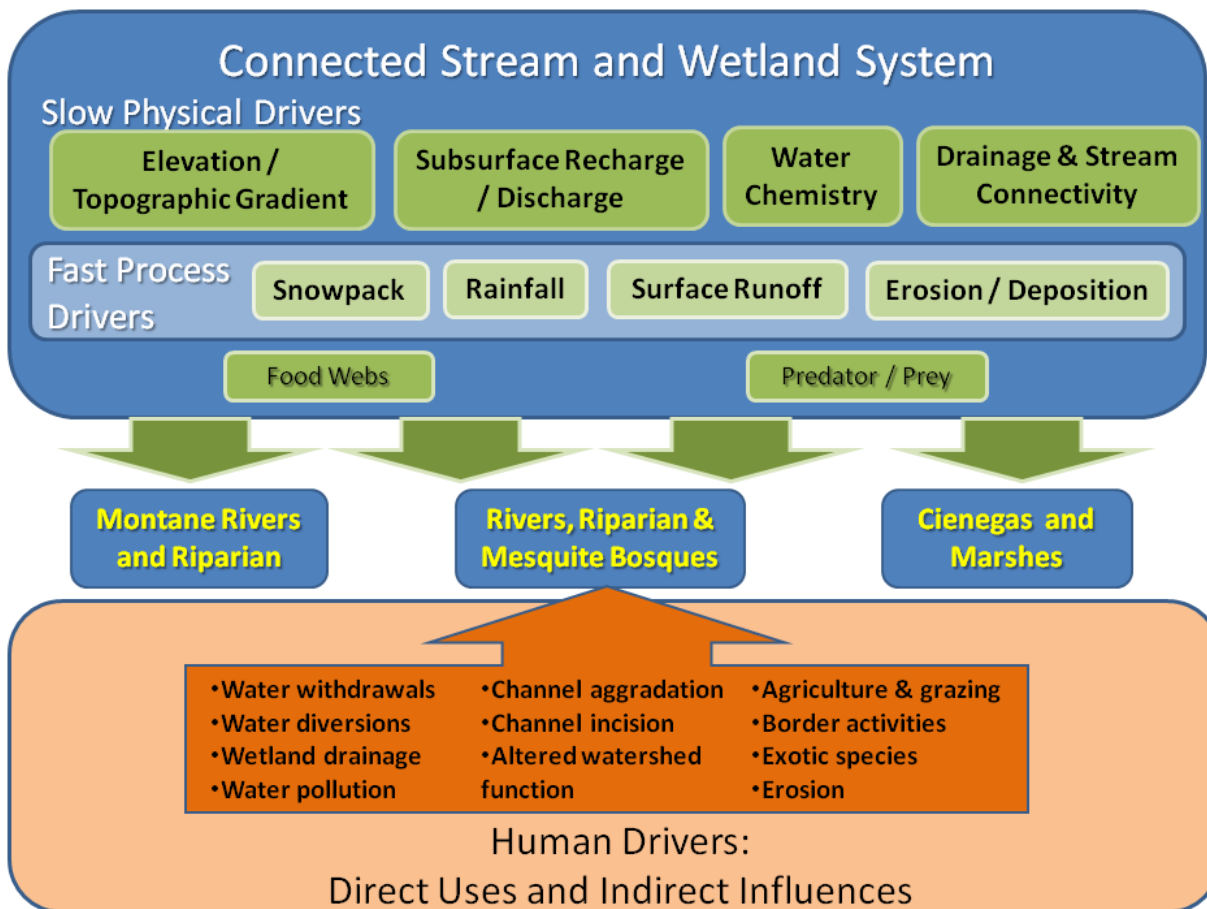 Connected Stream and Wetland System
Slow Physical Drivers
Elevation /
Topographic Gradient
Subsurface Recharge
/ Discharge
Water
Chemistry
Drainage & Stream
Connectivity
Fast Process
Drivers
Snowpack
Rainfall
Surface Runoff
Erosion / Deposition
Food Webs
Predator / Prey
Montane Rivers
and Riparian
Rivers, Riparian &
Mesquite Bosques
Cienegas and
Marshes
•Water withdrawals
•Water diversions
•Wetland drainage
•Water pollution
•Channel aggradation
•Channel incision
•Altered watershed
function
•Agriculture & grazing
•Border activities
•Exotic species
•Erosion
Human Drivers:
Direct Uses and Indirect Influences